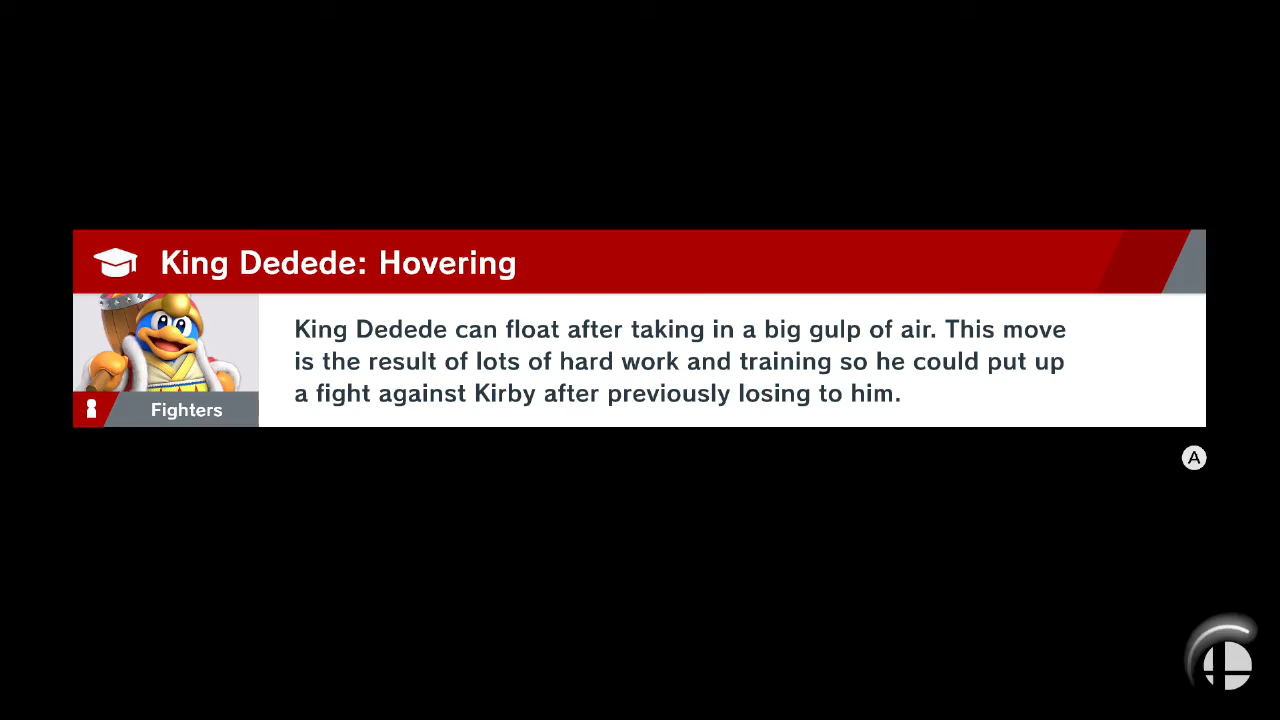 King Dedede: Hovering
King Dedede can float after taking in a big gulp of air. This move
is the result of lots of hard work and training so he could put up
a fight against Kirby after previously losing to him.
Fighters
A